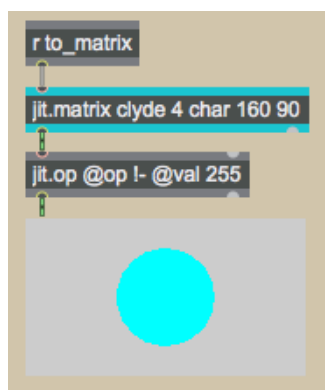 r to_matrix
jit.matrix clyde 4 char 160 90
jit.op @op !- @val 255